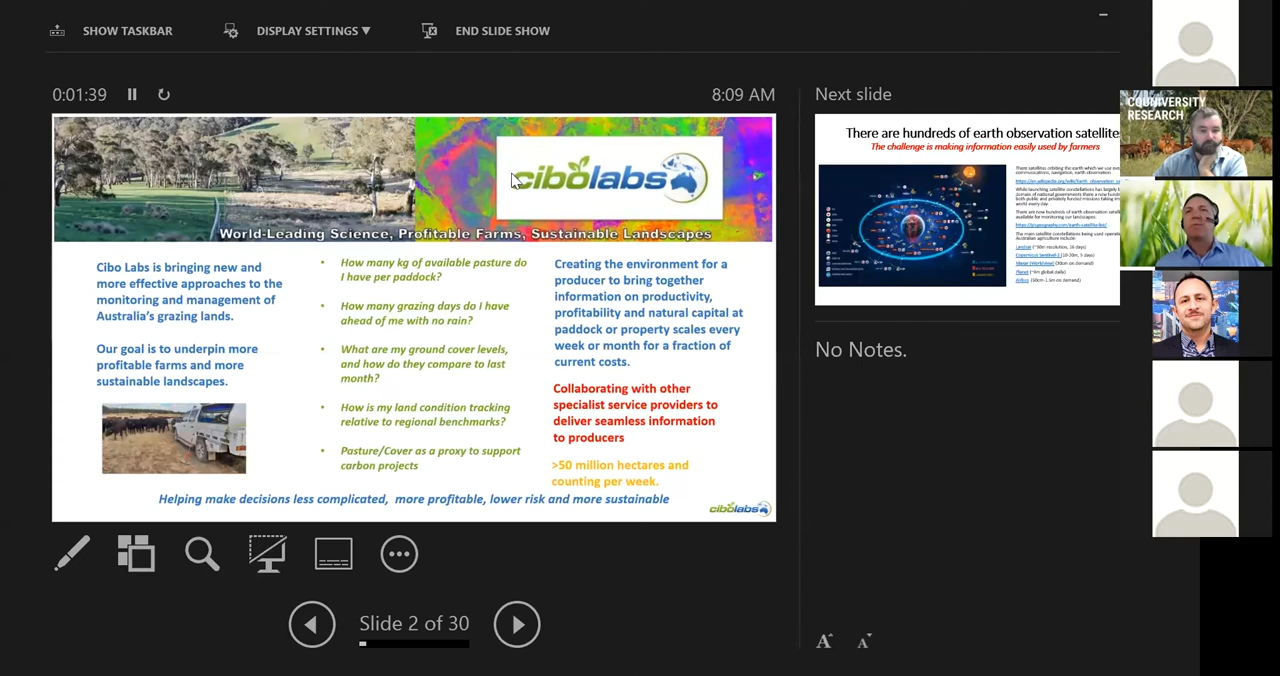 SHOW TASKBAR
DISPLAY SETTINGS ▼
END SLIDE SHOW
0:01:39
8:09 AM
cibolabs
World-Leading Science, Profitable Farms, Sustainable Landscapes
Cibo Labs is bringing new and
more effective approaches to the
monitoring and management of
Australia's grazing lands.
Our goal is to underpin more
profitable farms and more
sustainable landscapes.
How many kg of available pasture do
I have per paddock?
• How many grazing days do I have
ahead of me with no rain?
• What are my ground cover levels,
and how do they compare to last
month?
• How is my land condition tracking
relative to regional benchmarks?
• Pasture/Cover as a proxy to support
carbon projects
Creating the environment for a
producer to bring together
information on productivity,
profitability and natural capital at
paddock or property scales every
week or month for a fraction of
current costs.
Collaborating with other
specialist service providers to
deliver seamless information
to producers
>50 million hectares and
counting per week.
Helping make decisions less complicated, more profitable, lower risk and more sustainable
cibolabs
Slide 2 of 30
Next slide
There are hundreds of earth observation satellites
The challenge is making information easily used by farmers
No Notes.
A A
CQUNIVERSITY
RESEARCH